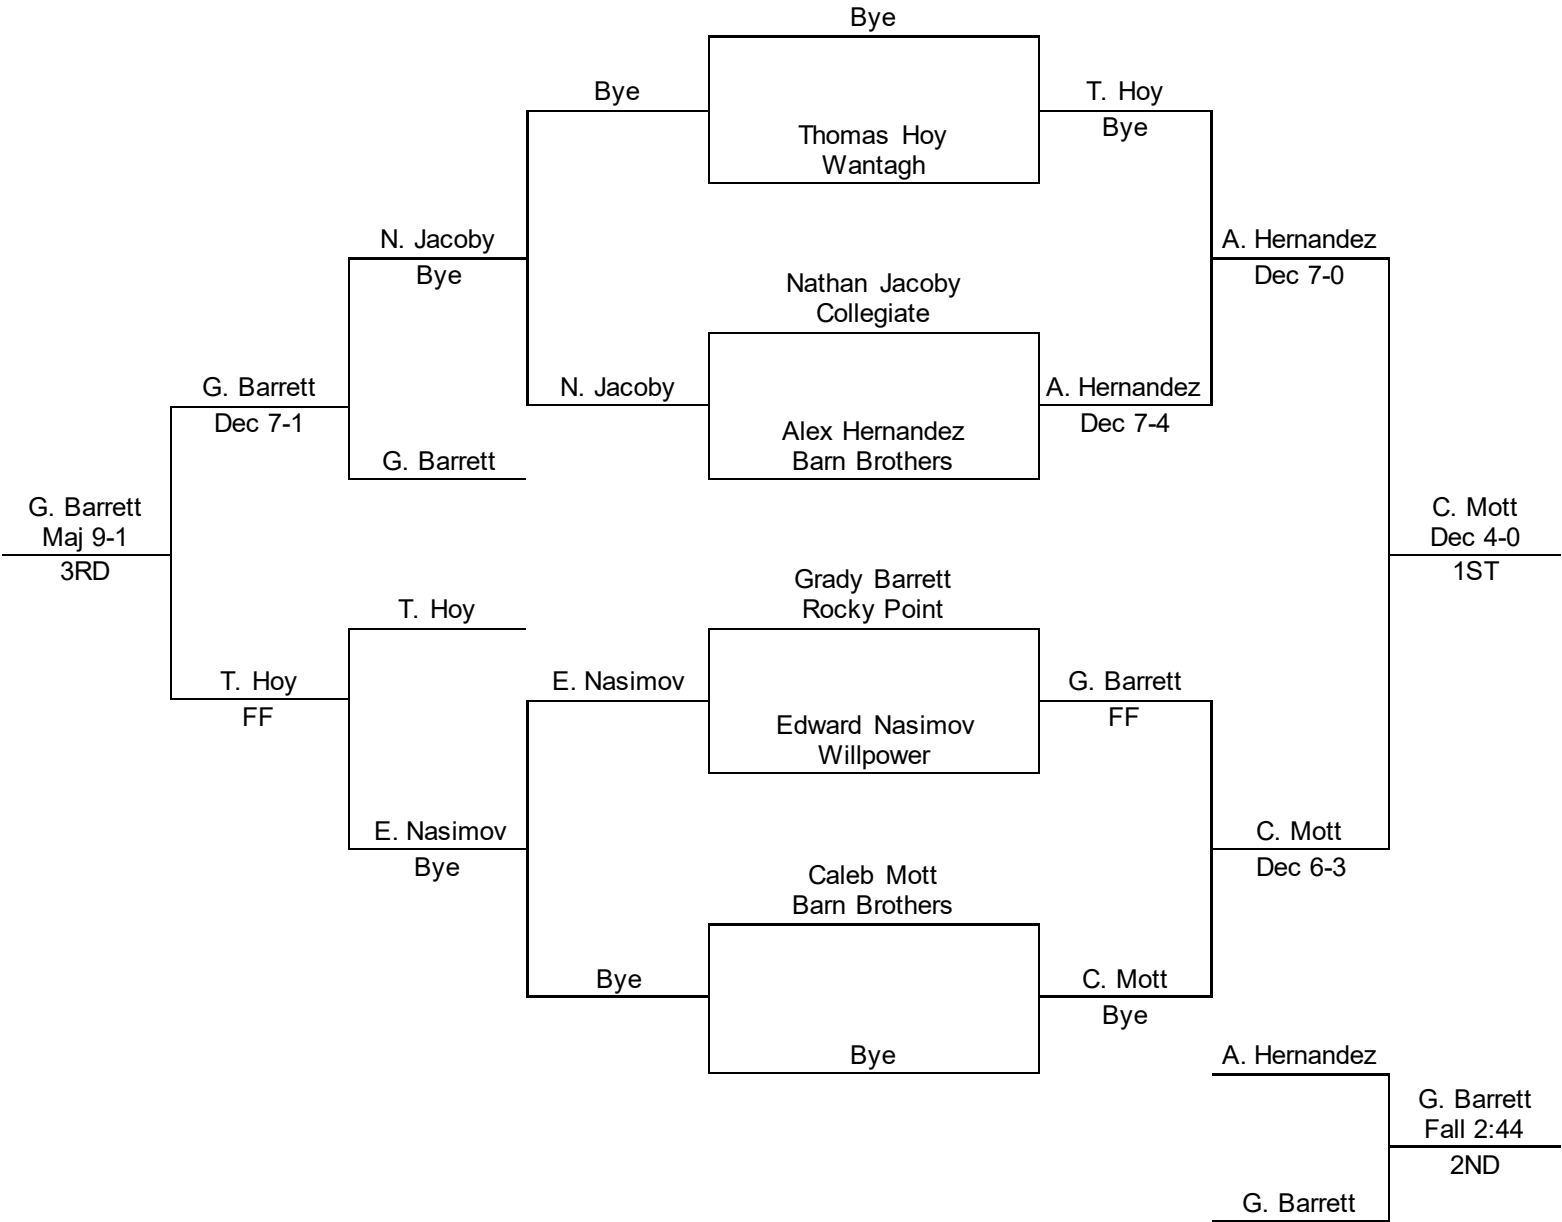 Bye
Bye
T. Hoy
Bye
Thomas Hoy
Wantagh
N. Jacoby
Bye
A. Hernandez
Dec 7-0
Nathan Jacoby
Collegiate
G. Barrett
Dec 7-1
N. Jacoby
A. Hernandez
Dec 7-4
Alex Hernandez
Barn Brothers
G. Barrett
G. Barrett
Maj 9-1
3RD
C. Mott
Dec 4-0
1ST
Grady Barrett
Rocky Point
T. Hoy
T. Hoy
FF
E. Nasimov
G. Barrett
FF
Edward Nasimov
Willpower
E. Nasimov
Bye
C. Mott
Dec 6-3
Caleb Mott
Barn Brothers
Bye
C. Mott
Bye
Bye
A. Hernandez
G. Barrett
Fall 2:44
2ND
G. Barrett